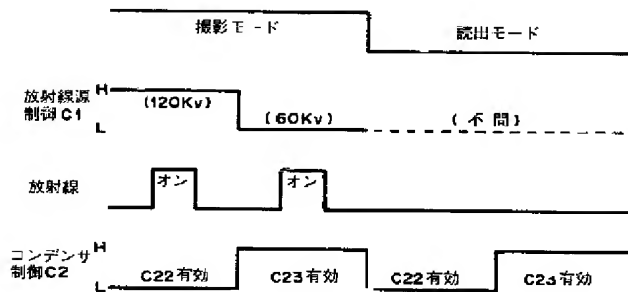 撮影モード
読出モード
放射線源
制御C1
H
L
(120Kv)
(60Kv)
(不問)
放射線
オン
オン
コンデンサ
制御C2
H
L
C22有効
C23有効
C22有効
C23有効